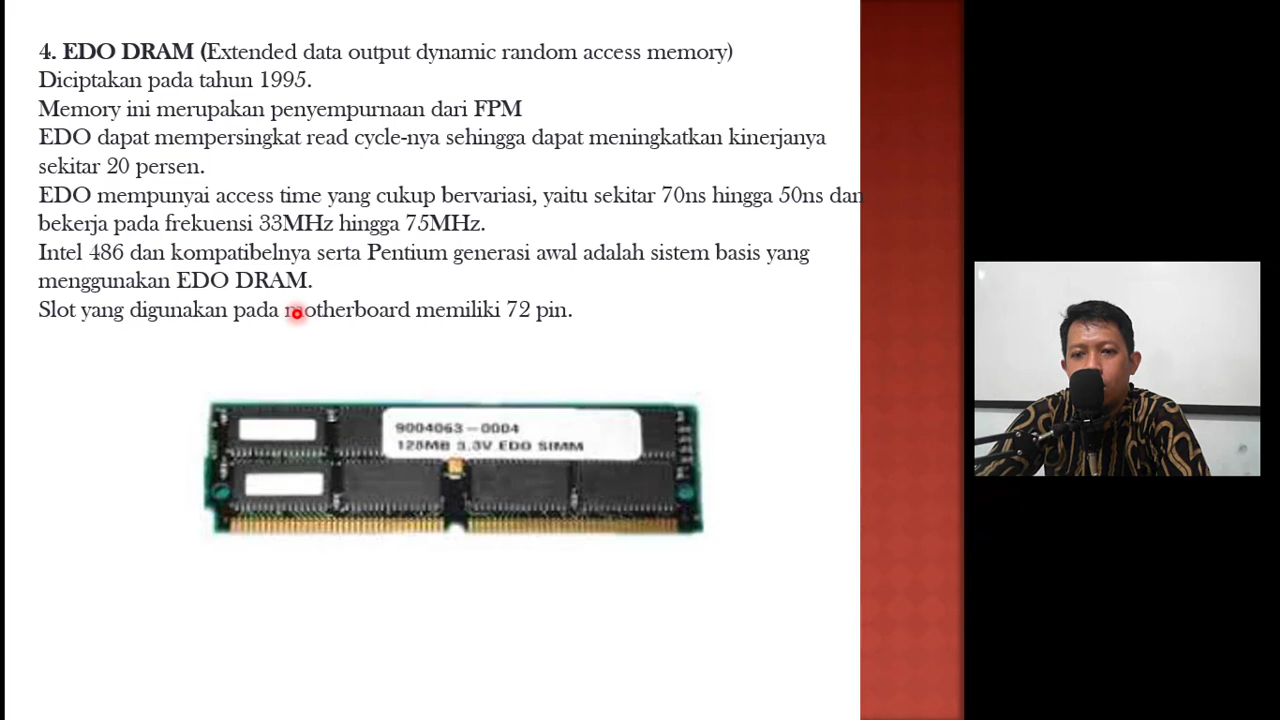 4. EDO DRAM (Extended data output dynamic random access memory)
Diciptakan pada tahun 1995.
Memory ini merupakan penyempurnaan dari FPM
EDO dapat mempersingkat read cycle-nya sehingga dapat meningkatkan kinerjanya
sekitar 20 persen.
EDO mempunyai access time yang cukup bervariasi, yaitu sekitar 70ns hingga 50ns dan
bekerja pada frekuensi 33MHz hingga 75MHz.
Intel 486 dan kompatibelnya serta Pentium generasi awal adalah sistem basis yang
menggunakan EDO DRAM.
Slot yang digunakan pada motherboard memiliki 72 pin.
9004063-0004
128MB 3.3V EDO SIMM